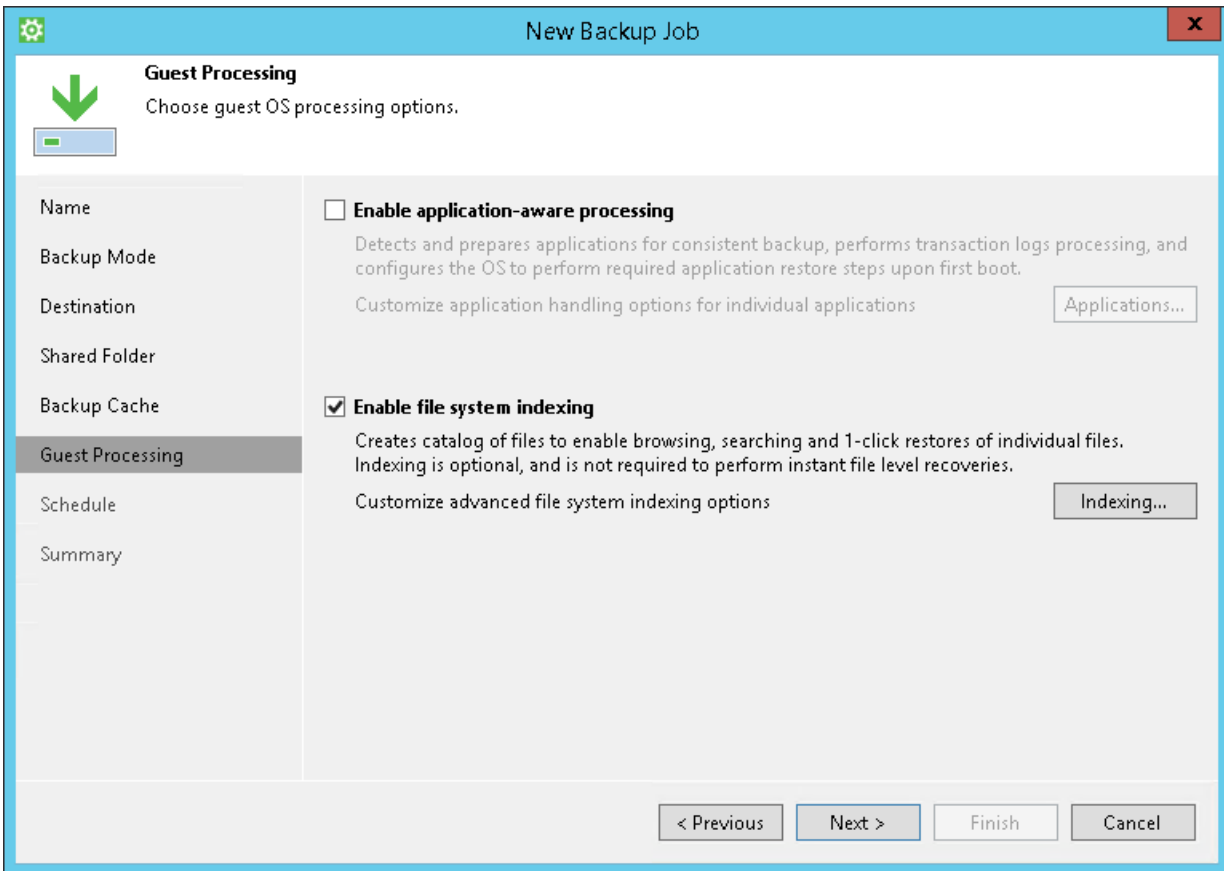 New Backup Job
x
Guest Processing
Choose guest OS processing options.
Name
Backup Mode
Destination
Shared Folder
Backup Cache
Guest Processing
Schedule
Summary
Enable application-aware processing
Detects and prepares applications for consistent backup, performs transaction logs processing, and
configures the OS to perform required application restore steps upon first boot.
Customize application handling options for individual applications
Applications...
Enable file system indexing
Creates catalog of files to enable browsing, searching and 1-click restores of individual files.
Indexing is optional, and is not required to perform instant file level recoveries.
Customize advanced file system indexing options
Indexing...
< Previous
Next >
Finish
Cancel